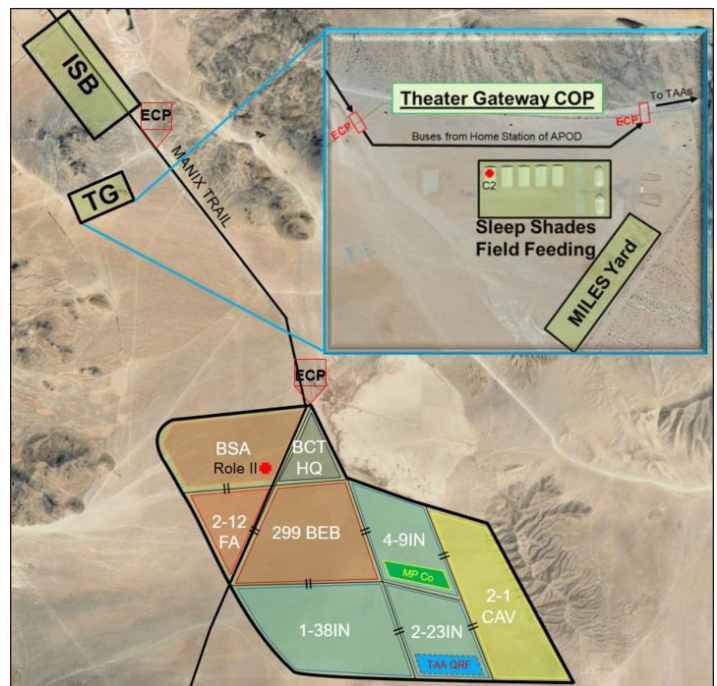 ISB
ECP
MANIX TRAIL
TG
Theater Gateway COP
To TAAs
ECP
ECP
Buses from Home Station of APOD
C2
Sleep Shades
Field Feeding
MILES Yard
ECP
BSA
Role II
BCT
HQ
2-12
FA
299 BEB
4-9IN
MP Co
2-1
CAV
1-38IN
2-23IN
TAA QRF